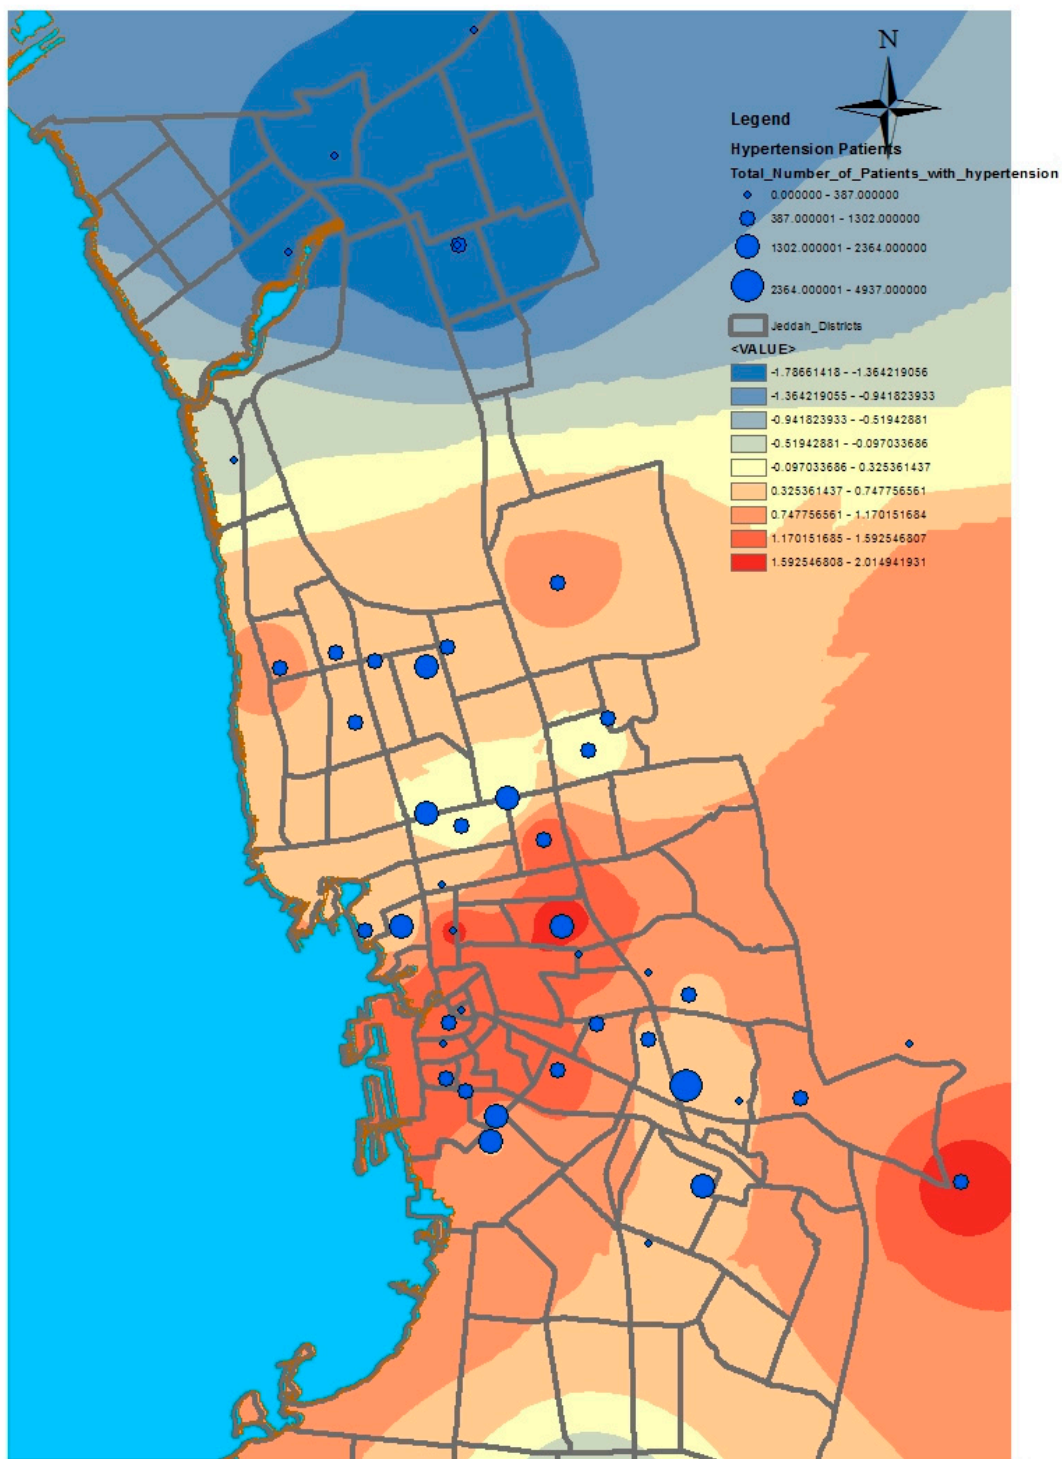 N
Legend
Hypertension Patients
Total_Number_of_Patients_with_hypertension
0.000000 - 387.000000
387.000001 - 1302.000000
1302.000001 - 2364.000000
2364.000001 - 4937.000000
Jeddah_Districts
<VALUE>
-1.78661418 - -1.364219056
-1.364219055 - -0.941823933
-0.941823933 - -0.51942881
-0.51942881 - -0.097033686
-0.097033686 - 0.325361437
0.325361437 - 0.747756561
0.747756561 - 1.170151684
1.170151685 - 1.592546807
1.592546808 - 2.014941931